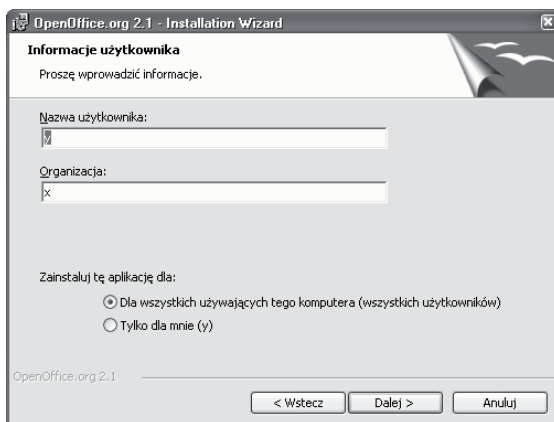 OpenOffice.org 2.1 - Installation Wizard
Informacje użytkownika
Proszę wprowadzić informacje.
Nazwa użytkownika:
y
Organizacja:
x
Zainstaluj tę aplikację dla:
Dla wszystkich używających tego komputera (wszystkich użytkowników)
Tylko dla mnie (y)
OpenOffice.org 2.1
< Wstecz Dalej > Anuluj